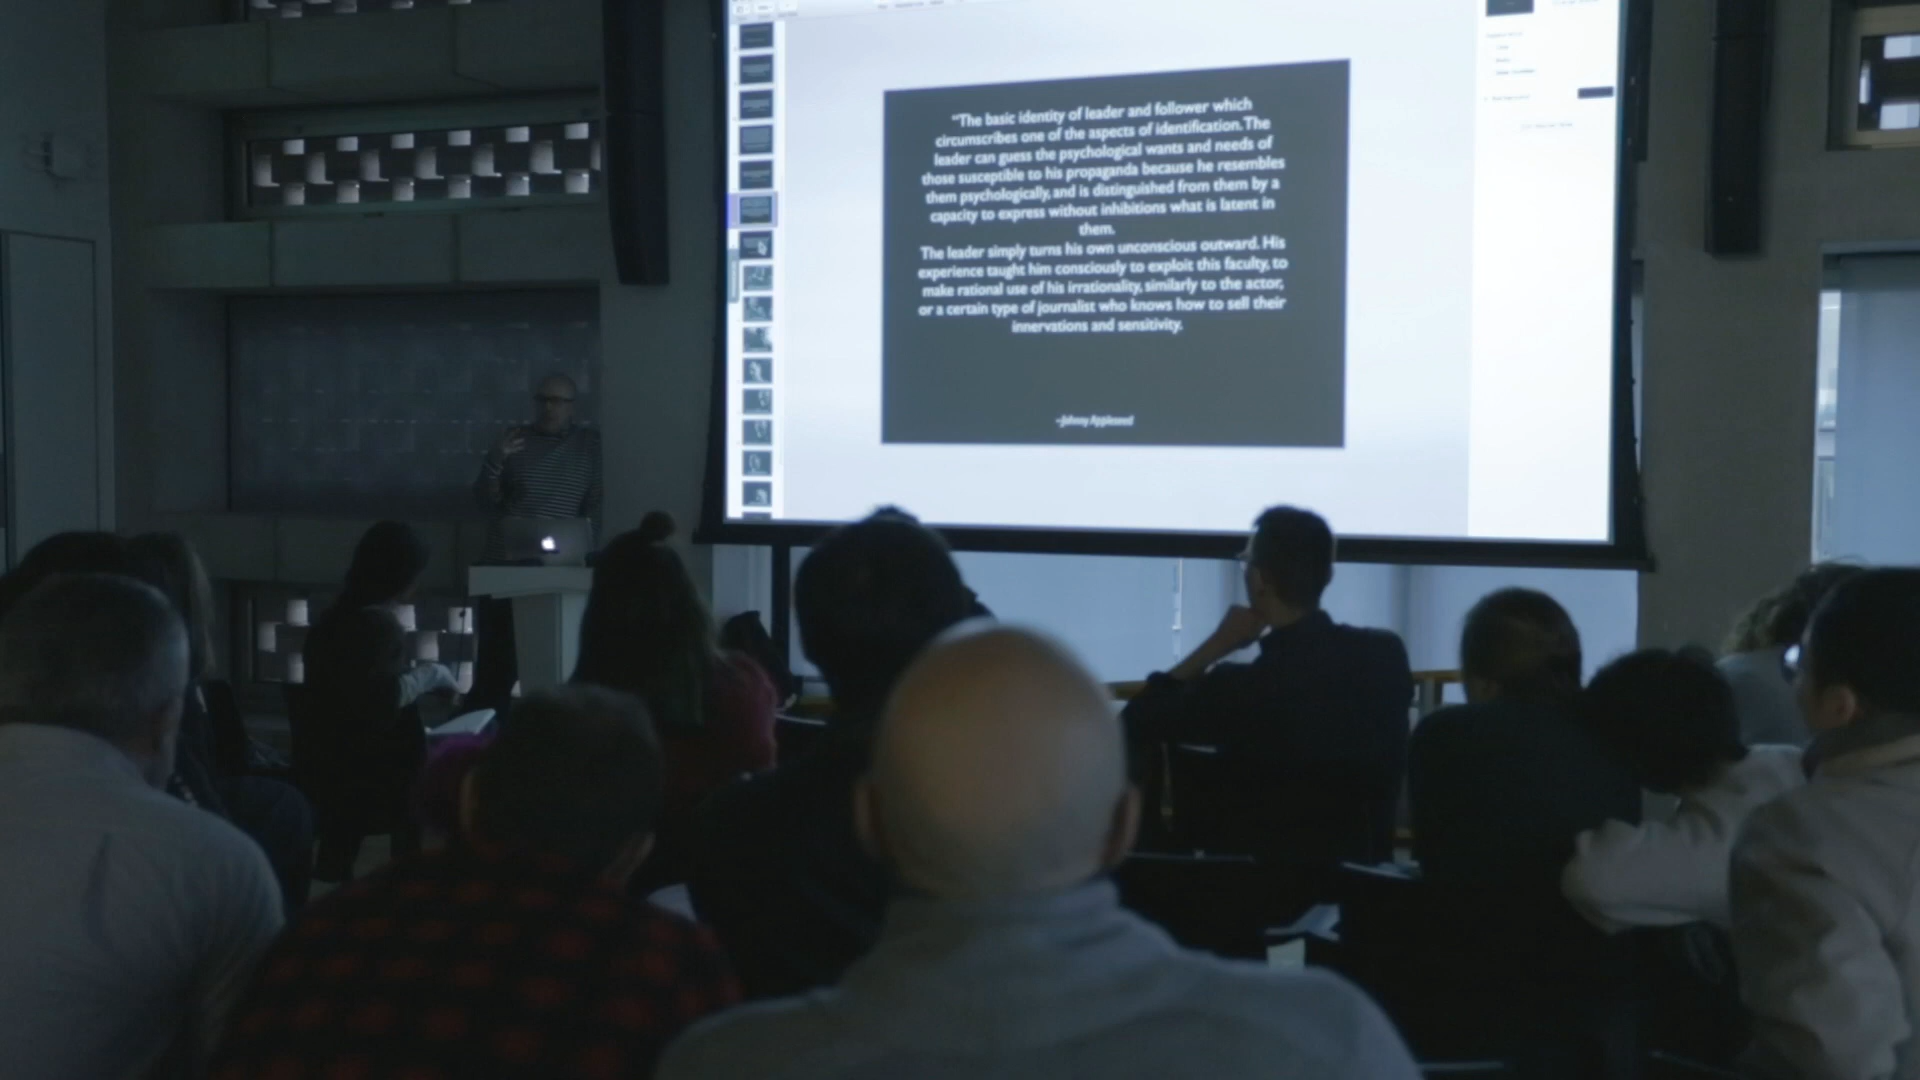 “The basic identity of leader and follower which
circumscribes one of the aspects of identification. The
leader can guess the psychological wants and needs of
those susceptible to his propaganda because he resembles
them psychologically, and is distinguished from them by a
capacity to express without inhibitions what is latent in
them.
The leader simply turns his own unconscious outward. His
experience taught him consciously to exploit this faculty, to
make rational use of his irrationality, similarly to the actor,
or a certain type of journalist who knows how to sell their
innervations and sensitivity.
–Johnny Appleseed